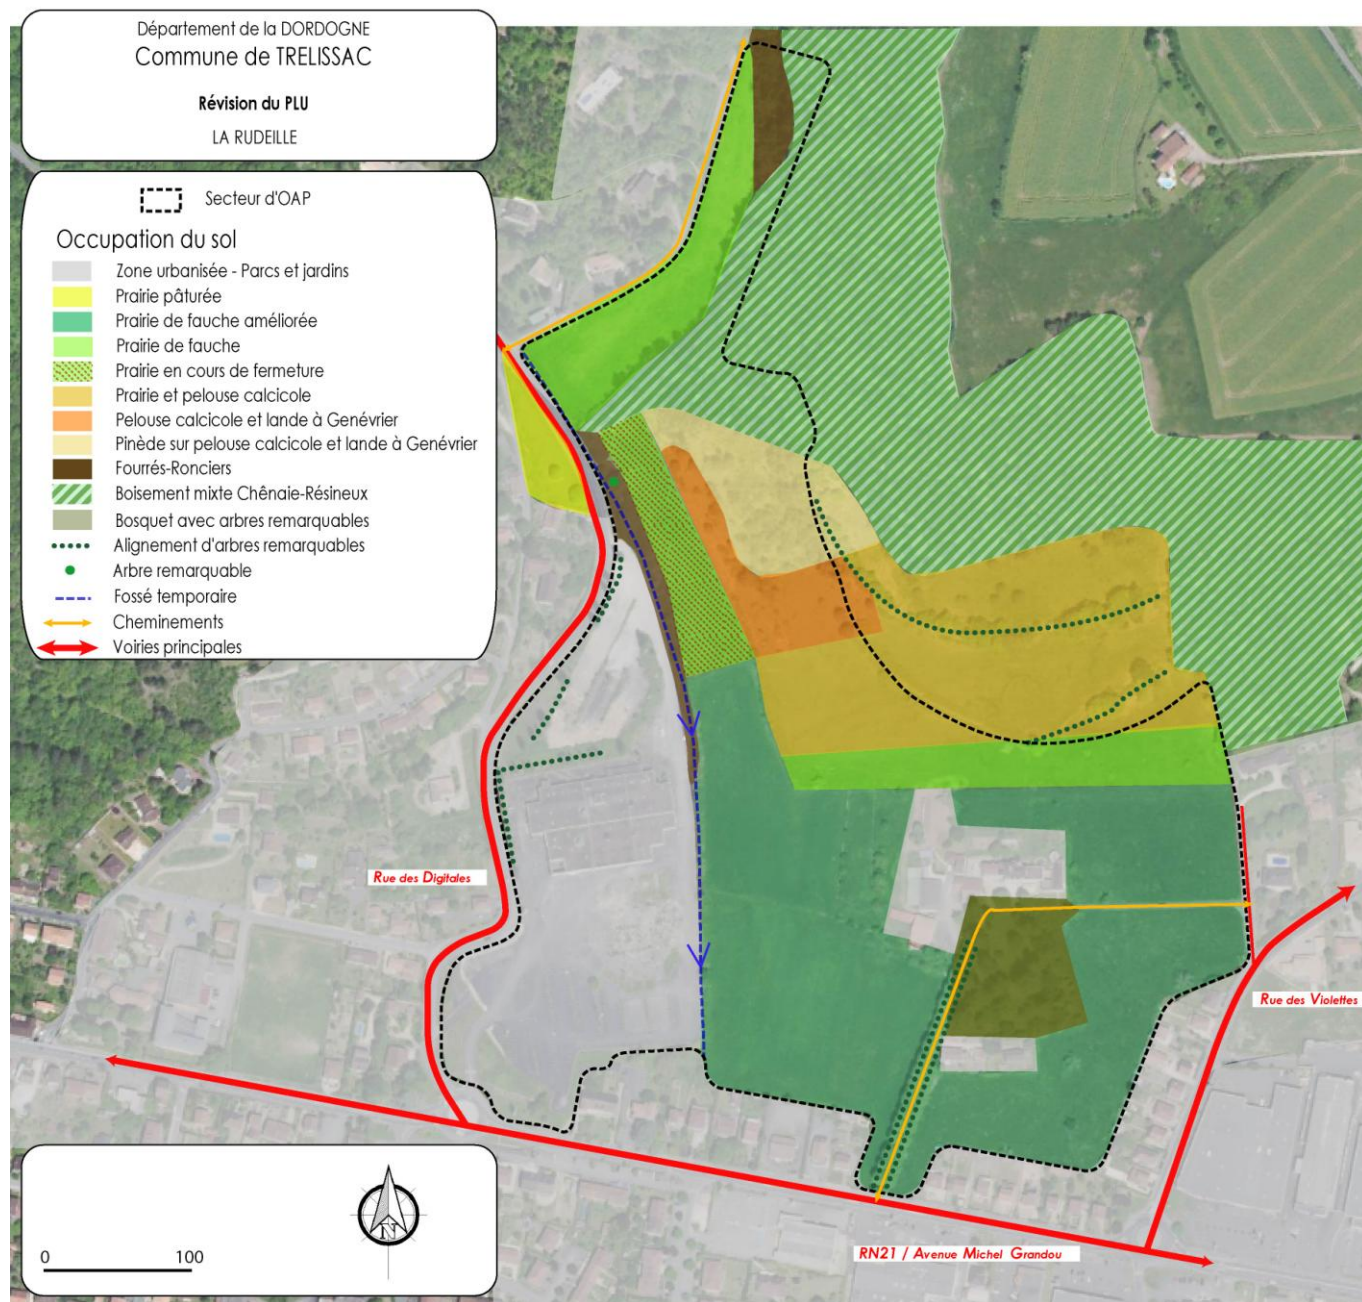 Département de la DORDOGNE
Commune de TRELISSAC
Révision du PLU
LA RUDEILLE
Secteur d'OAP
Occupation du sol
Zone urbanisée - Parcs et jardins
Prairie pâturée
Prairie de fauche améliorée
Prairie de fauche
Prairie en cours de fermeture
Prairie et pelouse calcicole
Pelouse calcicole et lande à Genévrier
Pinède sur pelouse calcicole et lande à Genévrier
Fourrés-Ronciers
Boisement mixte Chênaie-Résineux
Bosquet avec arbres remarquables
Alignement d'arbres remarquables
Arbre remarquable
Fossé temporaire
Cheminements
Voiries principales
Rue des Digitales
Rue des Violettes
RN21 / Avenue Michel Grandou
N
0 100